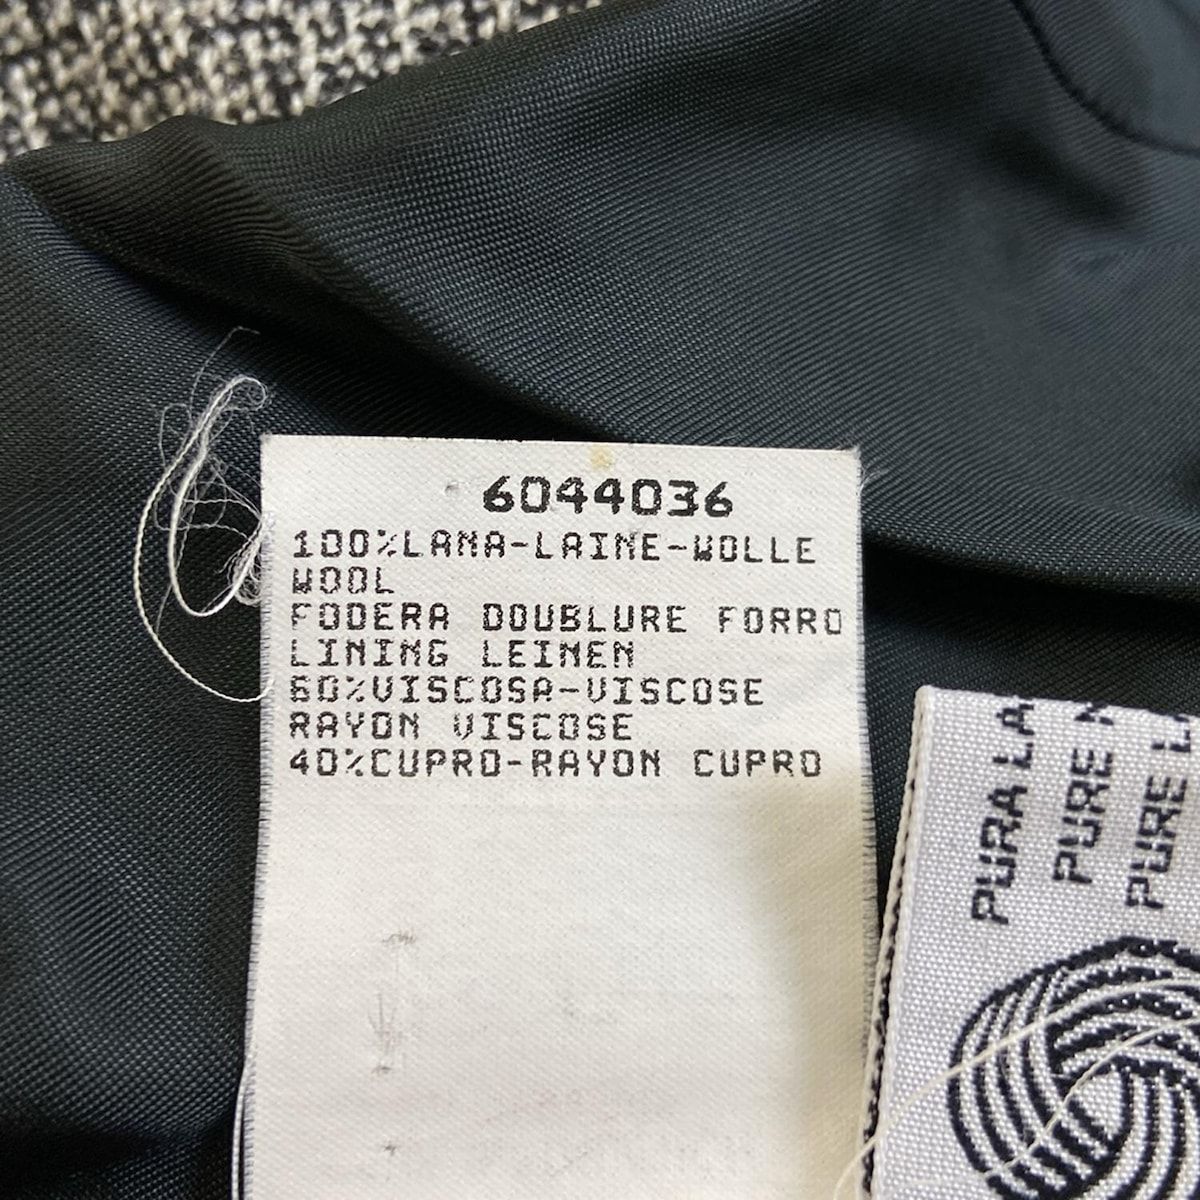 6044036
100%LANA-LAINE-WOLLE
WOOL
FODERA DOUBLURE FORRO
LINING LEINEN
60%VISCOSA-VISCOSE
RAYON VISCOSE
40%CUPRO-RAYON CUPRO
PURA
PURE
PURE